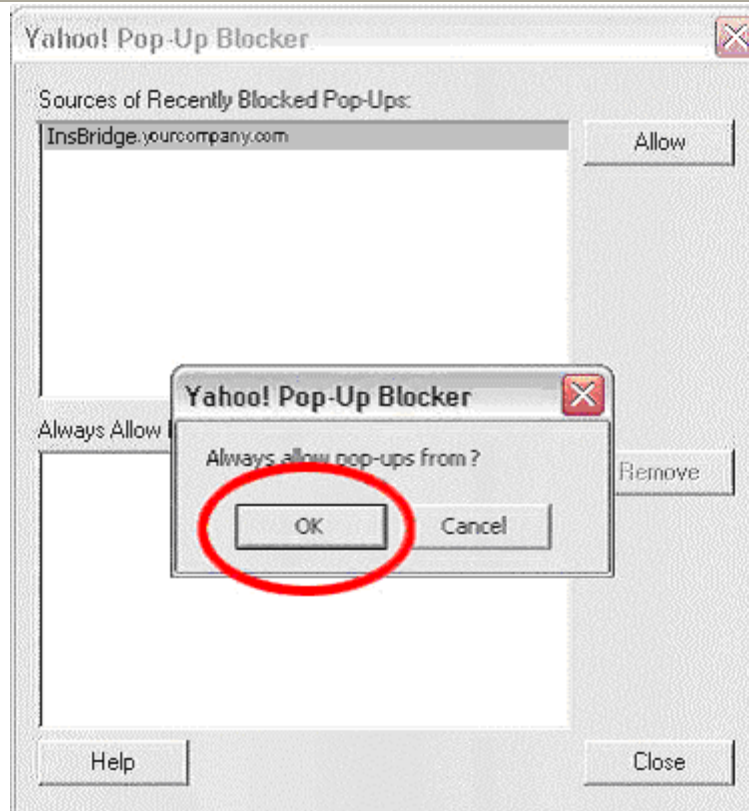 Yahoo! Pop-Up Blocker
Sources of Recently Blocked Pop-Ups:
InsBridge.yourcompany.com
Allow
Yahoo! Pop-Up Blocker
Always Allow
Always allow pop-ups from ?
Remove
OK
Cancel
Help
Close